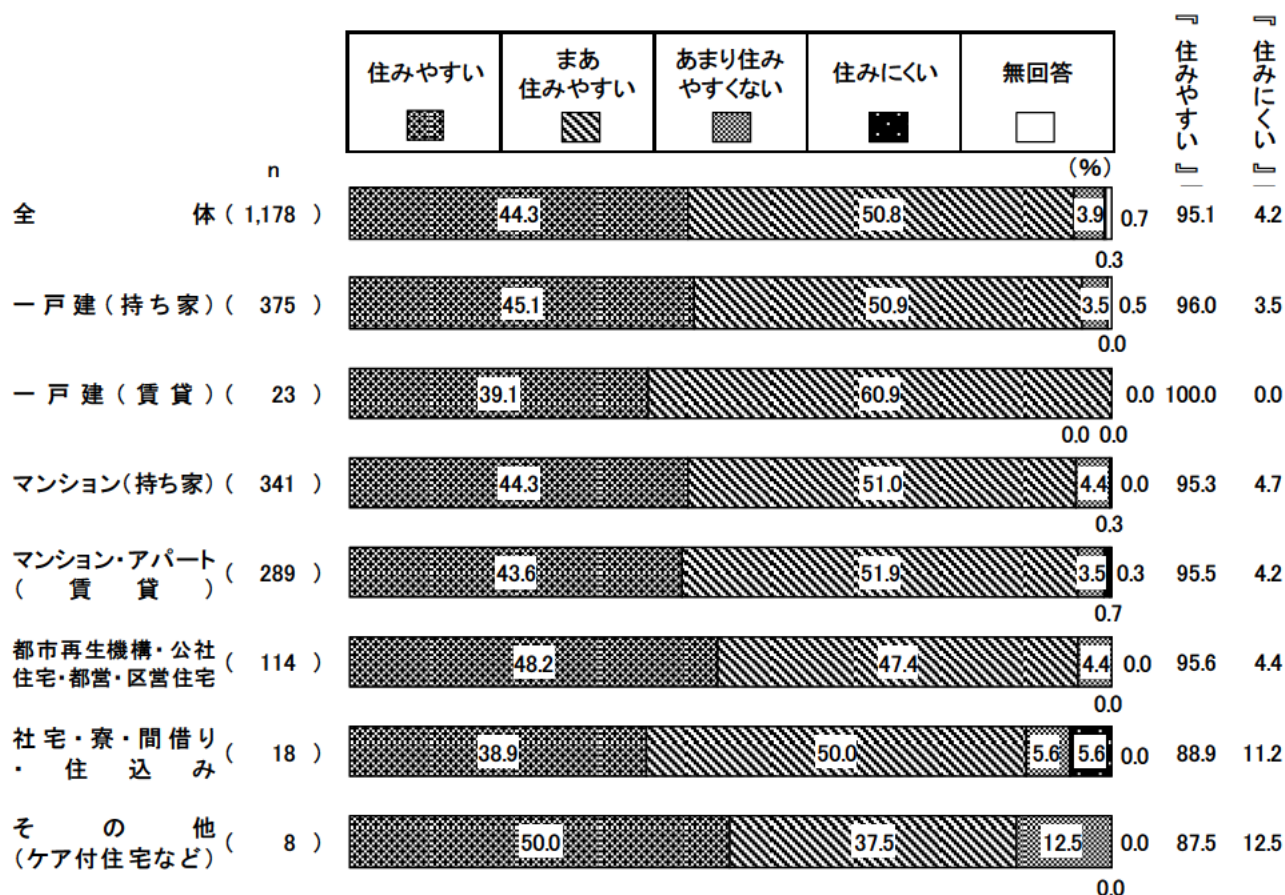 『住みやすい』
『住みにくい』
住みやすい
まあ
住みやすい
あまり住み
やすくない
住みにくい
無回答
n
(%)
全体( 1,178 )
44.3
50.8
3.9
0.7
95.1
4.2
0.3
一戸建(持ち家)( 375 )
45.1
50.9
3.5
0.5
96.0
3.5
0.0
一戸建(賃貸)( 23 )
39.1
60.9
0.0
100.0
0.0
0.0 0.0
マンション(持ち家)( 341 )
44.3
51.0
4.4
0.0
95.3
4.7
0.3
マンション・アパート
(賃貸)
( 289 )
43.6
51.9
3.5
0.3
95.5
4.2
0.7
都市再生機構・公社
住宅・都営・区営住宅
( 114 )
48.2
47.4
4.4
0.0
95.6
4.4
0.0
社宅・寮・間借り
・住込み
( 18 )
38.9
50.0
5.6
5.6
0.0
88.9
11.2
その他
(ケア付住宅など)
( 8 )
50.0
37.5
12.5
0.0
87.5
12.5
0.0